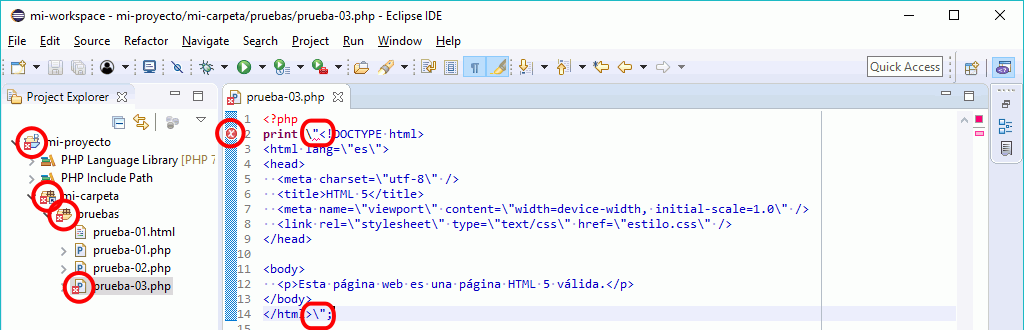 mi-workspace - mi-proyecto/mi-carpeta/pruebas/prueba-03.php - Eclipse IDE
File Edit Source Refactor Navigate Search Project Run Window Help
Quick Access
Project Explorer
mi-proyecto
PHP Language Library [PHP 7
PHP Include Path
mi-carpeta
pruebas
prueba-01.html
prueba-01.php
prueba-02.php
prueba-03.php
prueba-03.php
1 <?php
2 print \"<!DOCTYPE html>
3 <html lang=\"es\">
4 <head>
5 <meta charset=\"utf-8\" />
6 <title>HTML 5</title>
7 <meta name=\"viewport\" content=\"width=device-width, initial-scale=1.0\" />
8 <link rel=\"stylesheet\" type=\"text/css\" href=\"estilo.css\" />
9 </head>
10
11 <body>
12 <p>Esta página web es una página HTML 5 válida.</p>
13 </body>
14 </html>\";
15